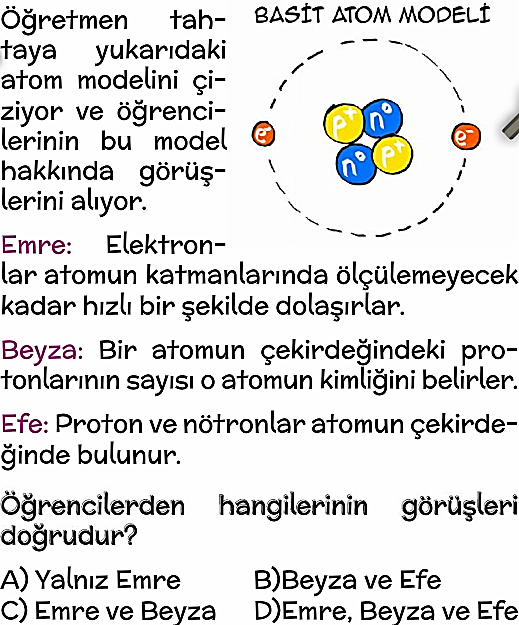 Öğretmen tah-
taya yukarıdaki
atom modelini çi-
ziyor ve öğrenci-
lerinin bu model
hakkında görüş-
lerini alıyor.
BASİT ATOM MODELİ
e-
p+
n°
n°
p+
e-
Emre: Elektron-
lar atomun katmanlarında ölçülemeyecek
kadar hızlı bir şekilde dolaşırlar.
Beyza: Bir atomun çekirdeğindeki pro-
tonlarının sayısı o atomun kimliğini belirler.
Efe: Proton ve nötronlar atomun çekirde-
ğinde bulunur.
Öğrencilerden hangilerinin görüşleri
doğrudur?
A) Yalnız Emre
B)Beyza ve Efe
C) Emre ve Beyza
D)Emre, Beyza ve Efe